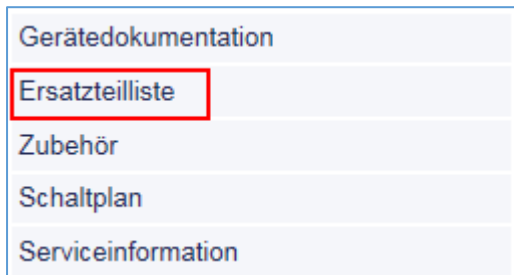 Gerätedokumentation
Ersatzteilliste
Zubehör
Schaltplan
Serviceinformation